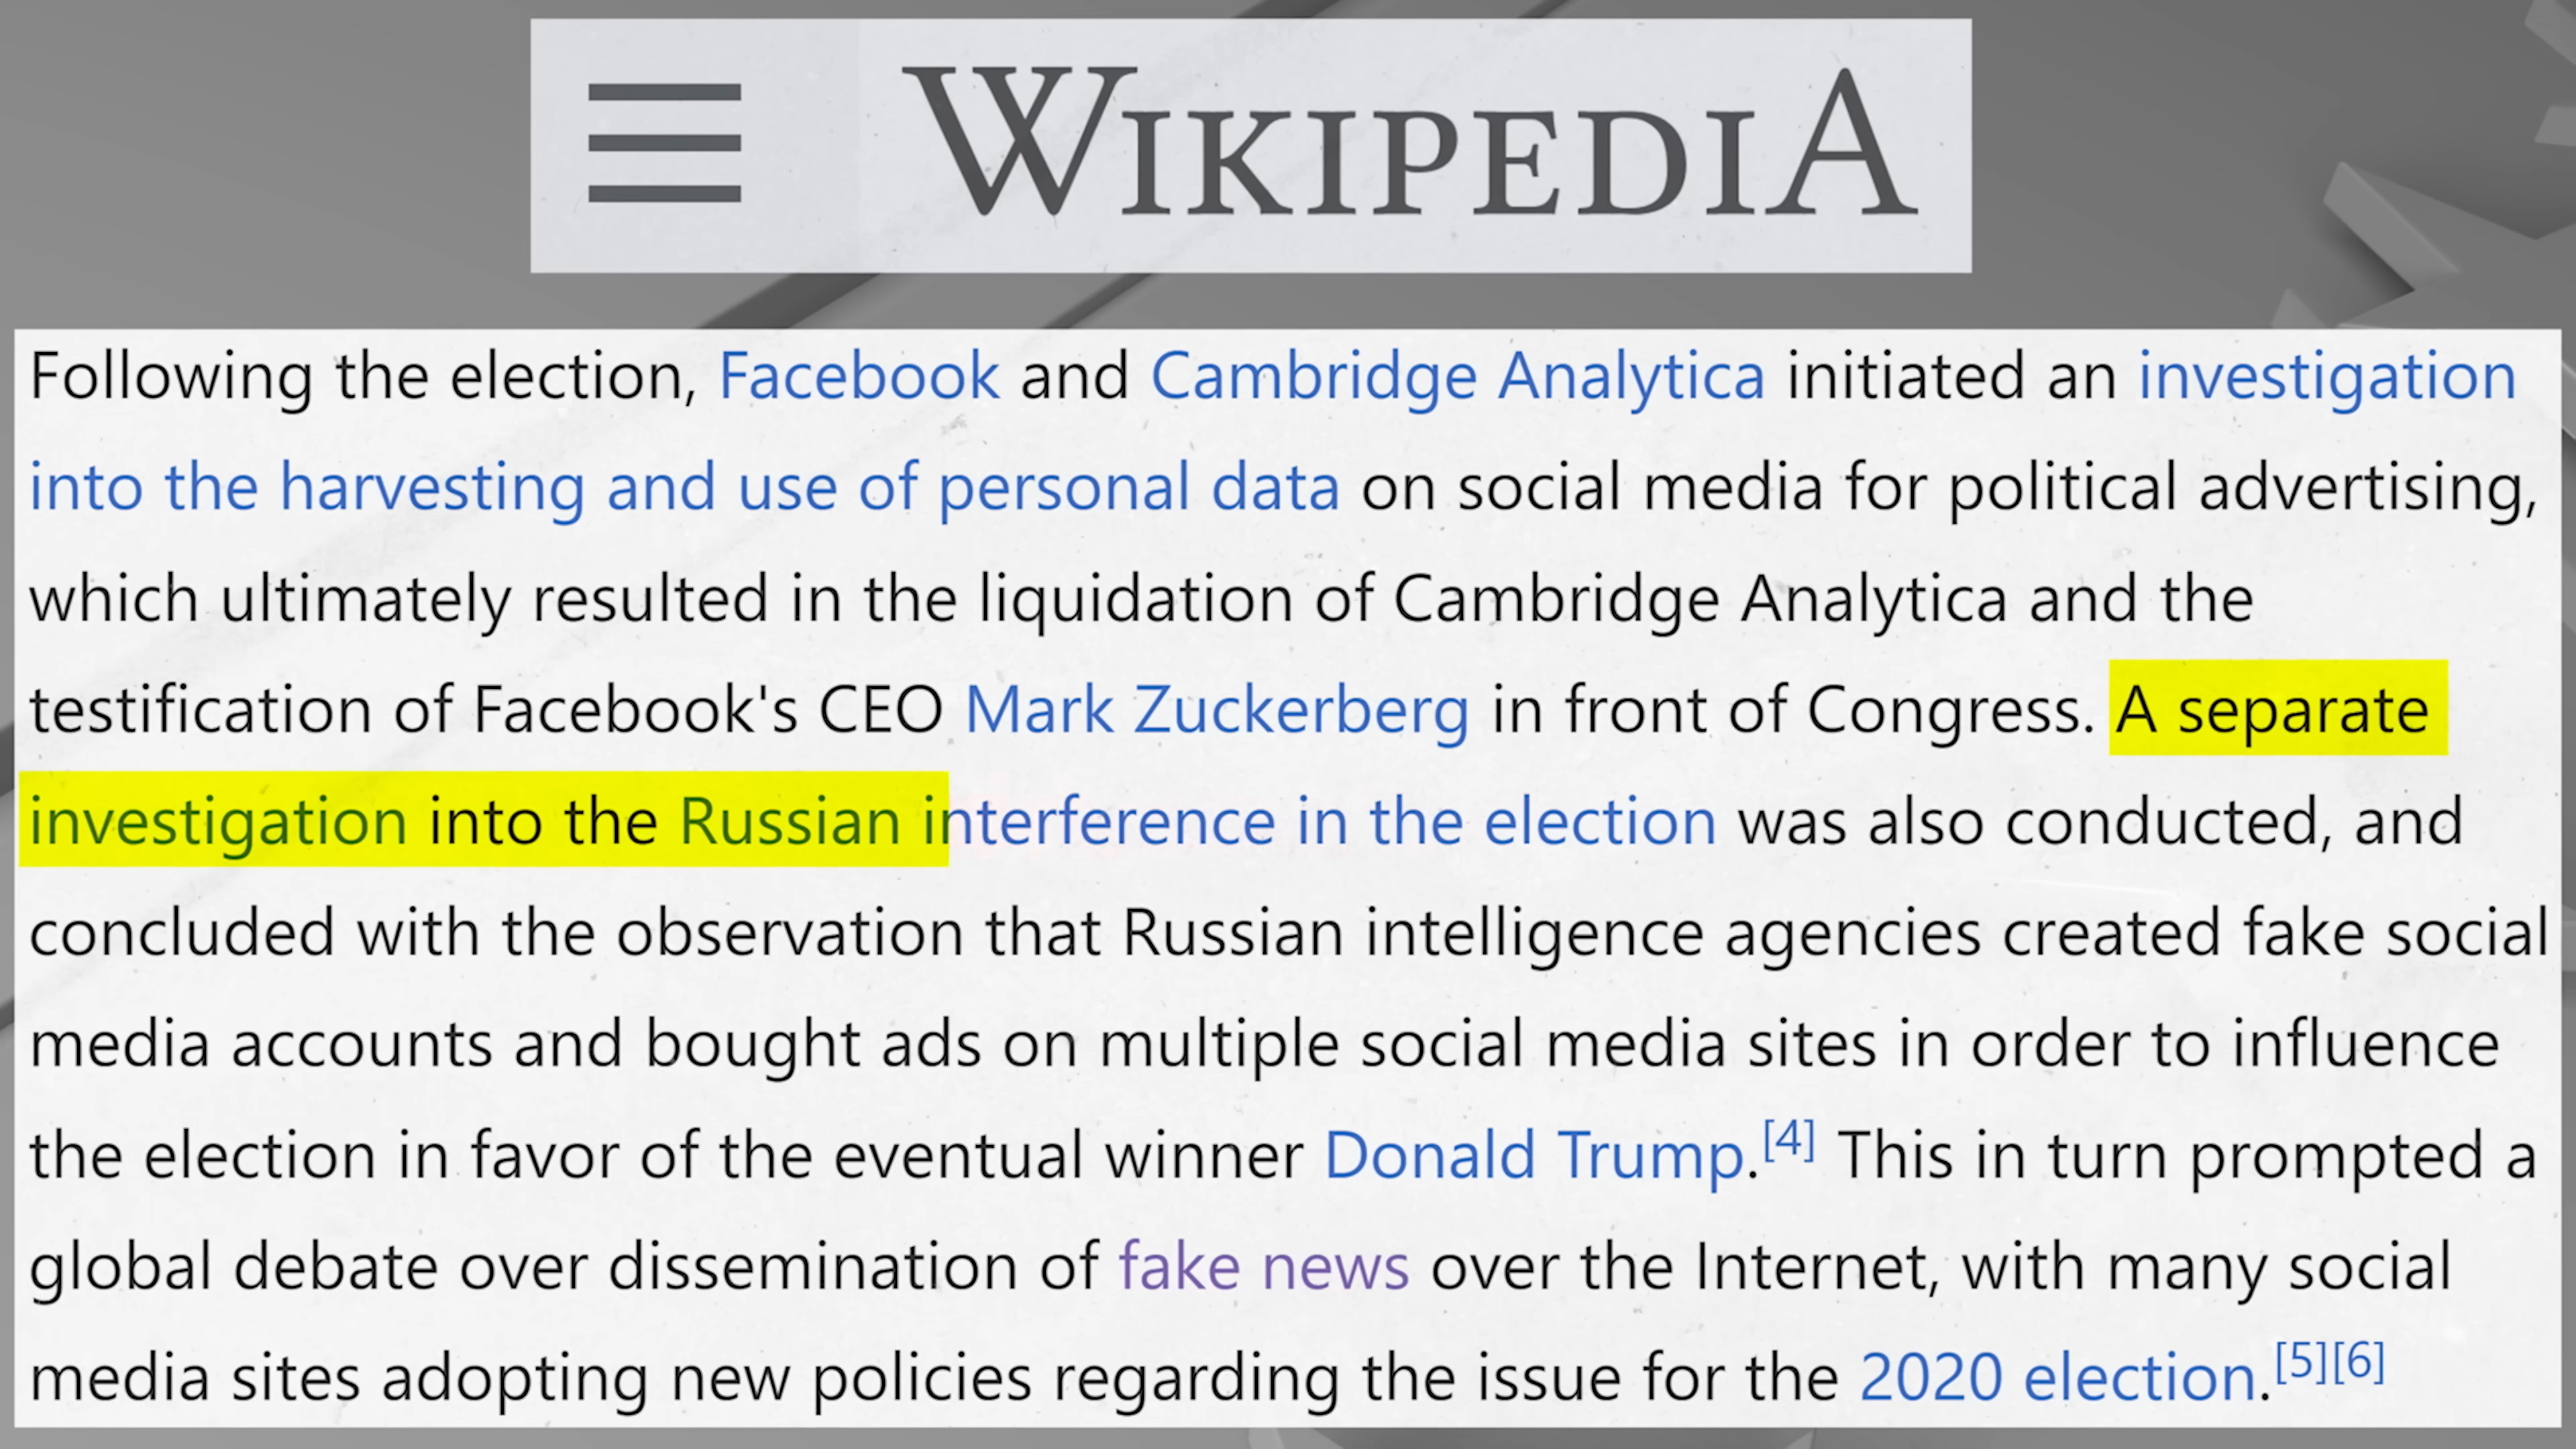 WIKIPEDIA
Following the election, Facebook and Cambridge Analytica initiated an investigation
into the harvesting and use of personal data on social media for political advertising,
which ultimately resulted in the liquidation of Cambridge Analytica and the
testification of Facebook's CEO Mark Zuckerberg in front of Congress. A separate
investigation into the Russian interference in the election was also conducted, and
concluded with the observation that Russian intelligence agencies created fake social
media accounts and bought ads on multiple social media sites in order to influence
the election in favor of the eventual winner Donald Trump.[4] This in turn prompted a
global debate over dissemination of fake news over the Internet, with many social
media sites adopting new policies regarding the issue for the 2020 election.[5][6]